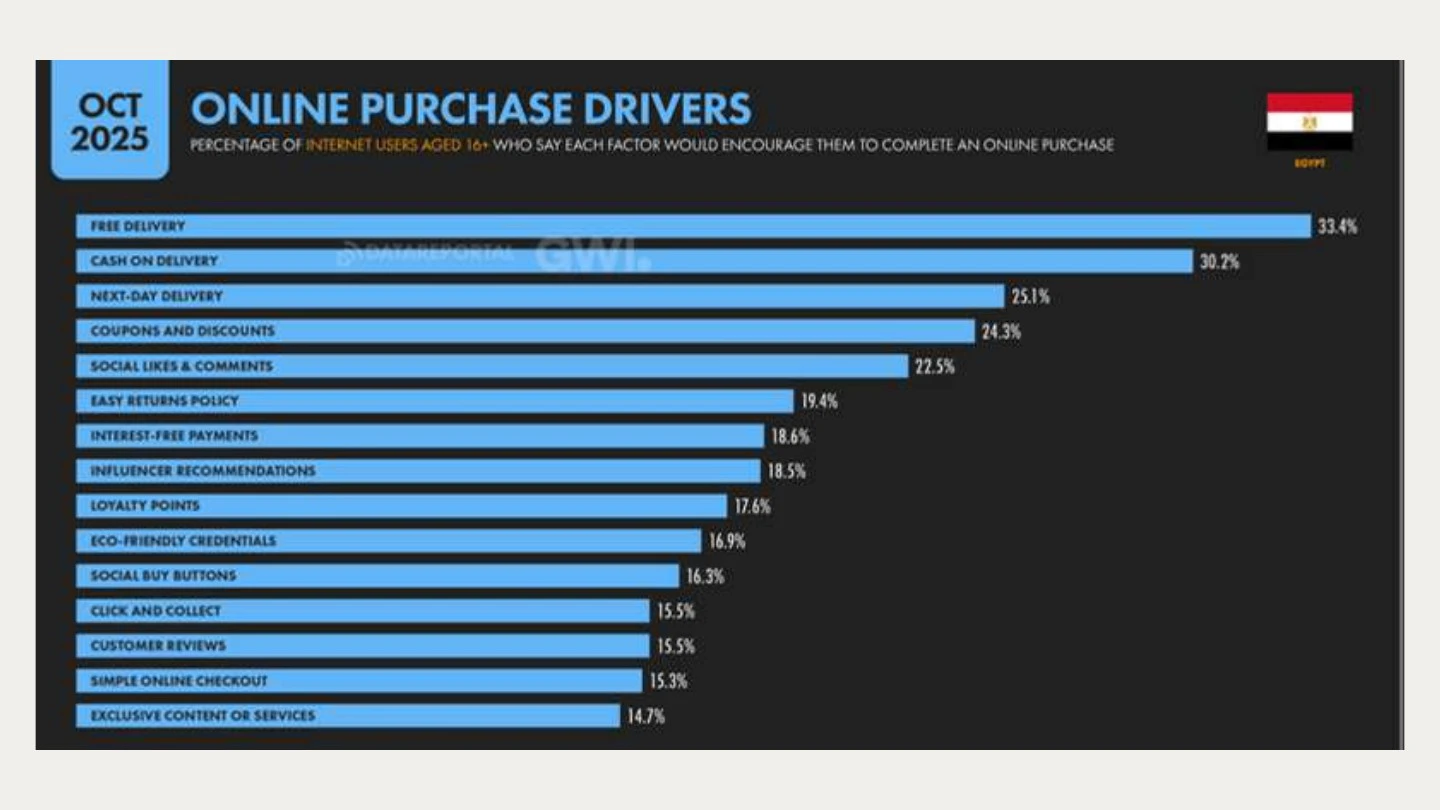 OCT
2025
ONLINE PURCHASE DRIVERS
PERCENTAGE OF INTERNET USERS AGED 16+ WHO SAY EACH FACTOR WOULD ENCOURAGE THEM TO COMPLETE AN ONLINE PURCHASE
EGYPT
FREE DELIVERY 33.4%
DATAREPORTAL GWI.
CASH ON DELIVERY 30.2%
NEXT-DAY DELIVERY 25.1%
COUPONS AND DISCOUNTS 24.3%
SOCIAL LIKES & COMMENTS 22.5%
EASY RETURNS POLICY 19.4%
INTEREST-FREE PAYMENTS 18.6%
INFLUENCER RECOMMENDATIONS 18.5%
LOYALTY POINTS 17.6%
ECO-FRIENDLY CREDENTIALS 16.9%
SOCIAL BUY BUTTONS 16.3%
CLICK AND COLLECT 15.5%
CUSTOMER REVIEWS 15.5%
SIMPLE ONLINE CHECKOUT 15.3%
EXCLUSIVE CONTENT OR SERVICES 14.7%